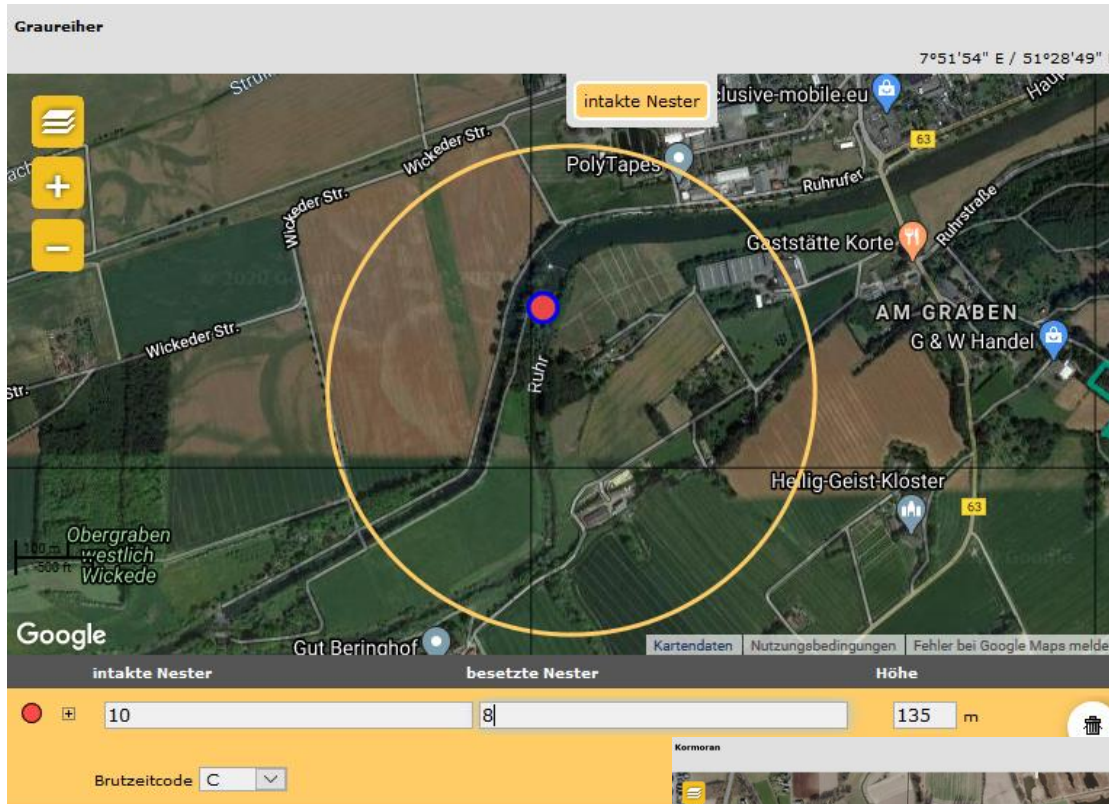 Graureiher
7°51'54" E / 51°28'49"
intakte Nester
clusive-mobile.eu
Haup
63
Wickeder Str.
PolyTapes
Ruhrufer
Wickeder Str.
Gaststätte Korte
Ruhrstraße
AM GRABEN
G & W Handel
Wickeder Str.
Str.
Ruhr
Heilig-Geist-Kloster
63
Obergraben
westlich
Wickede
100 m
500 ft
Google
Gut Beringhof
Kartendaten
Nutzungsbedingungen
Fehler bei Google Maps melde
intakte Nester
besetzte Nester
Höhe
10
8
135 m
Brutzeitcode C
Kormoran